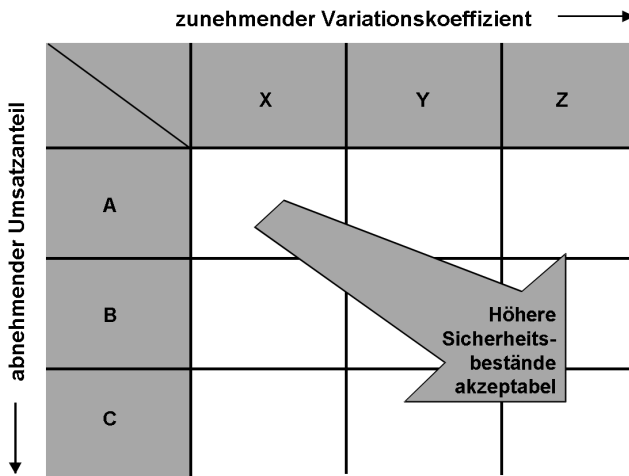 zunehmender Variationskoeffizient
abnehmender Umsatzanteil
X
Y
Z
A
B
C
Höhere
Sicherheits-
bestände
akzeptabel